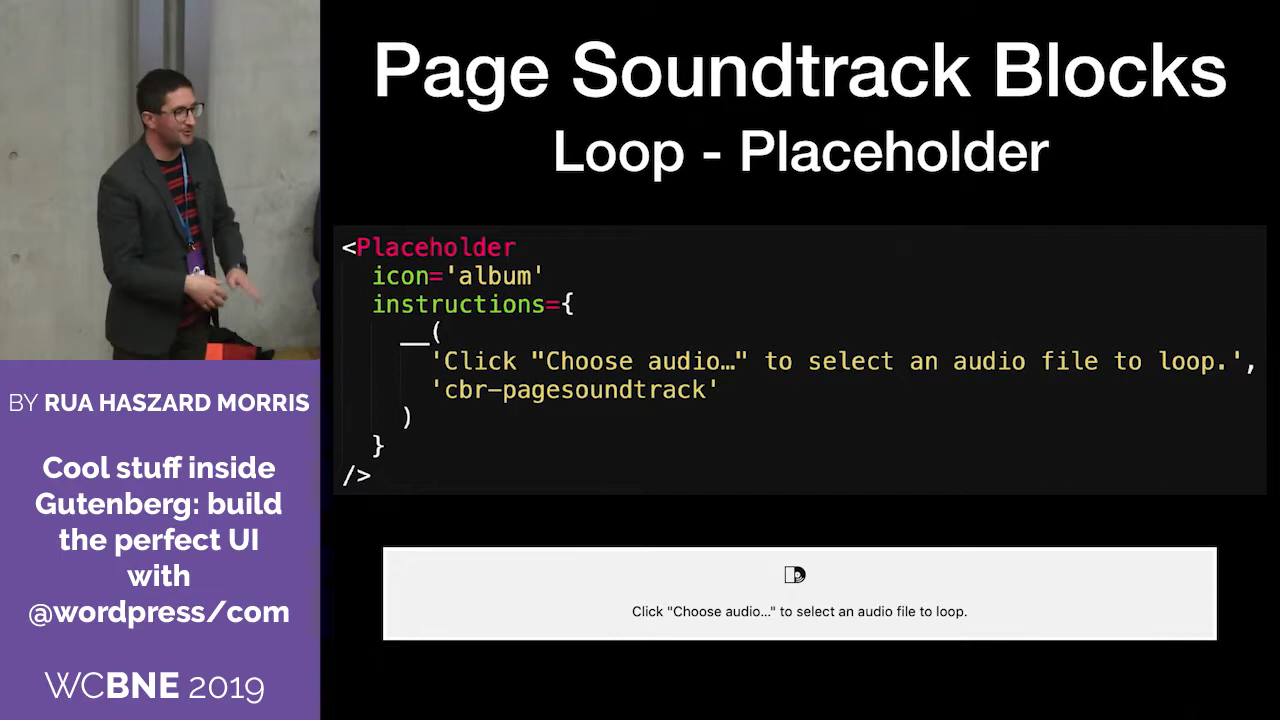 Page Soundtrack Blocks
Loop - Placeholder
<Placeholder
icon='album'
instructions={
__(
'Click "Choose audio…" to select an audio file to loop.',
'cbr-pagesoundtrack'
)
}
/>
Click "Choose audio..." to select an audio file to loop.
BY RUA HASZARD MORRIS
Cool stuff inside
Gutenberg: build
the perfect UI
with
@wordpress/com
WCBNE 2019